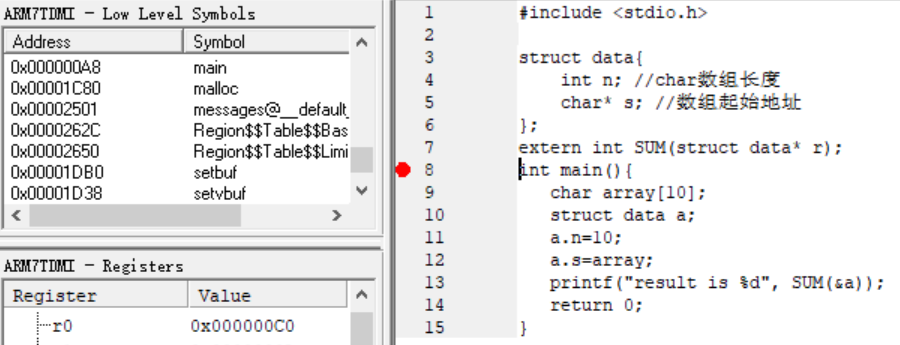 ARM7TDMI - Low Level Symbols
Address Symbol
0x000000A8 main
0x00001C80 malloc
0x00002501 messages@__default_
0x0000262C Region$$Table$$Bas
0x00002650 Region$$Table$$Limi
0x00001DB0 setbuf
0x00001D38 setvbuf
ARM7TDMI - Registers
Register Value
r0 0x000000C0
1 #include <stdio.h>
2
3 struct data{
4 int n; //char数组长度
5 char* s; //数组起始地址
6 };
7 extern int SUM(struct data* r);
8 int main(){
9 char array[10];
10 struct data a;
11 a.n=10;
12 a.s=array;
13 printf("result is %d", SUM(&a));
14 return 0;
15 }